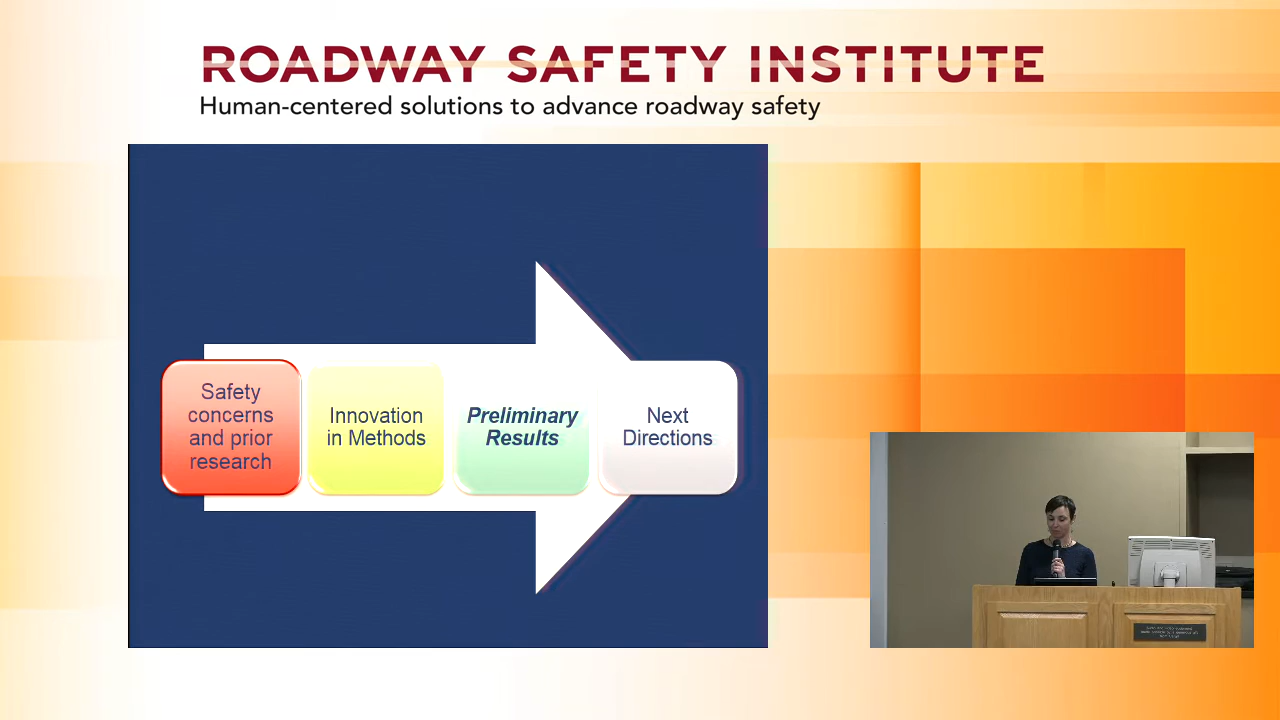 ROADWAY SAFETY INSTITUTE
Human-centered solutions to advance roadway safety
Safety
concerns
and prior
research
Innovation
in Methods
Preliminary
Results
Next
Directions